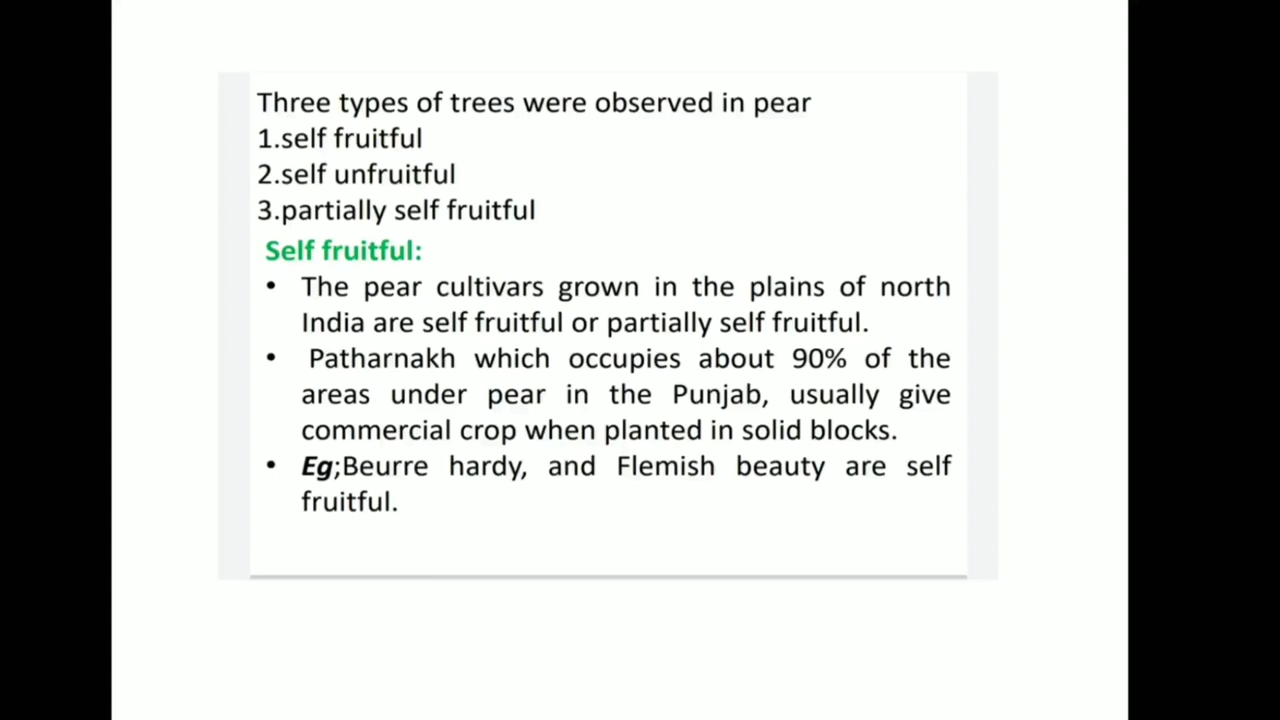 Three types of trees were observed in pear
1.self fruitful
2.self unfruitful
3.partially self fruitful
Self fruitful:
• The pear cultivars grown in the plains of north
India are self fruitful or partially self fruitful.
• Patharnakh which occupies about 90% of the
areas under pear in the Punjab, usually give
commercial crop when planted in solid blocks.
• Eg;Beurre hardy, and Flemish beauty are self
fruitful.